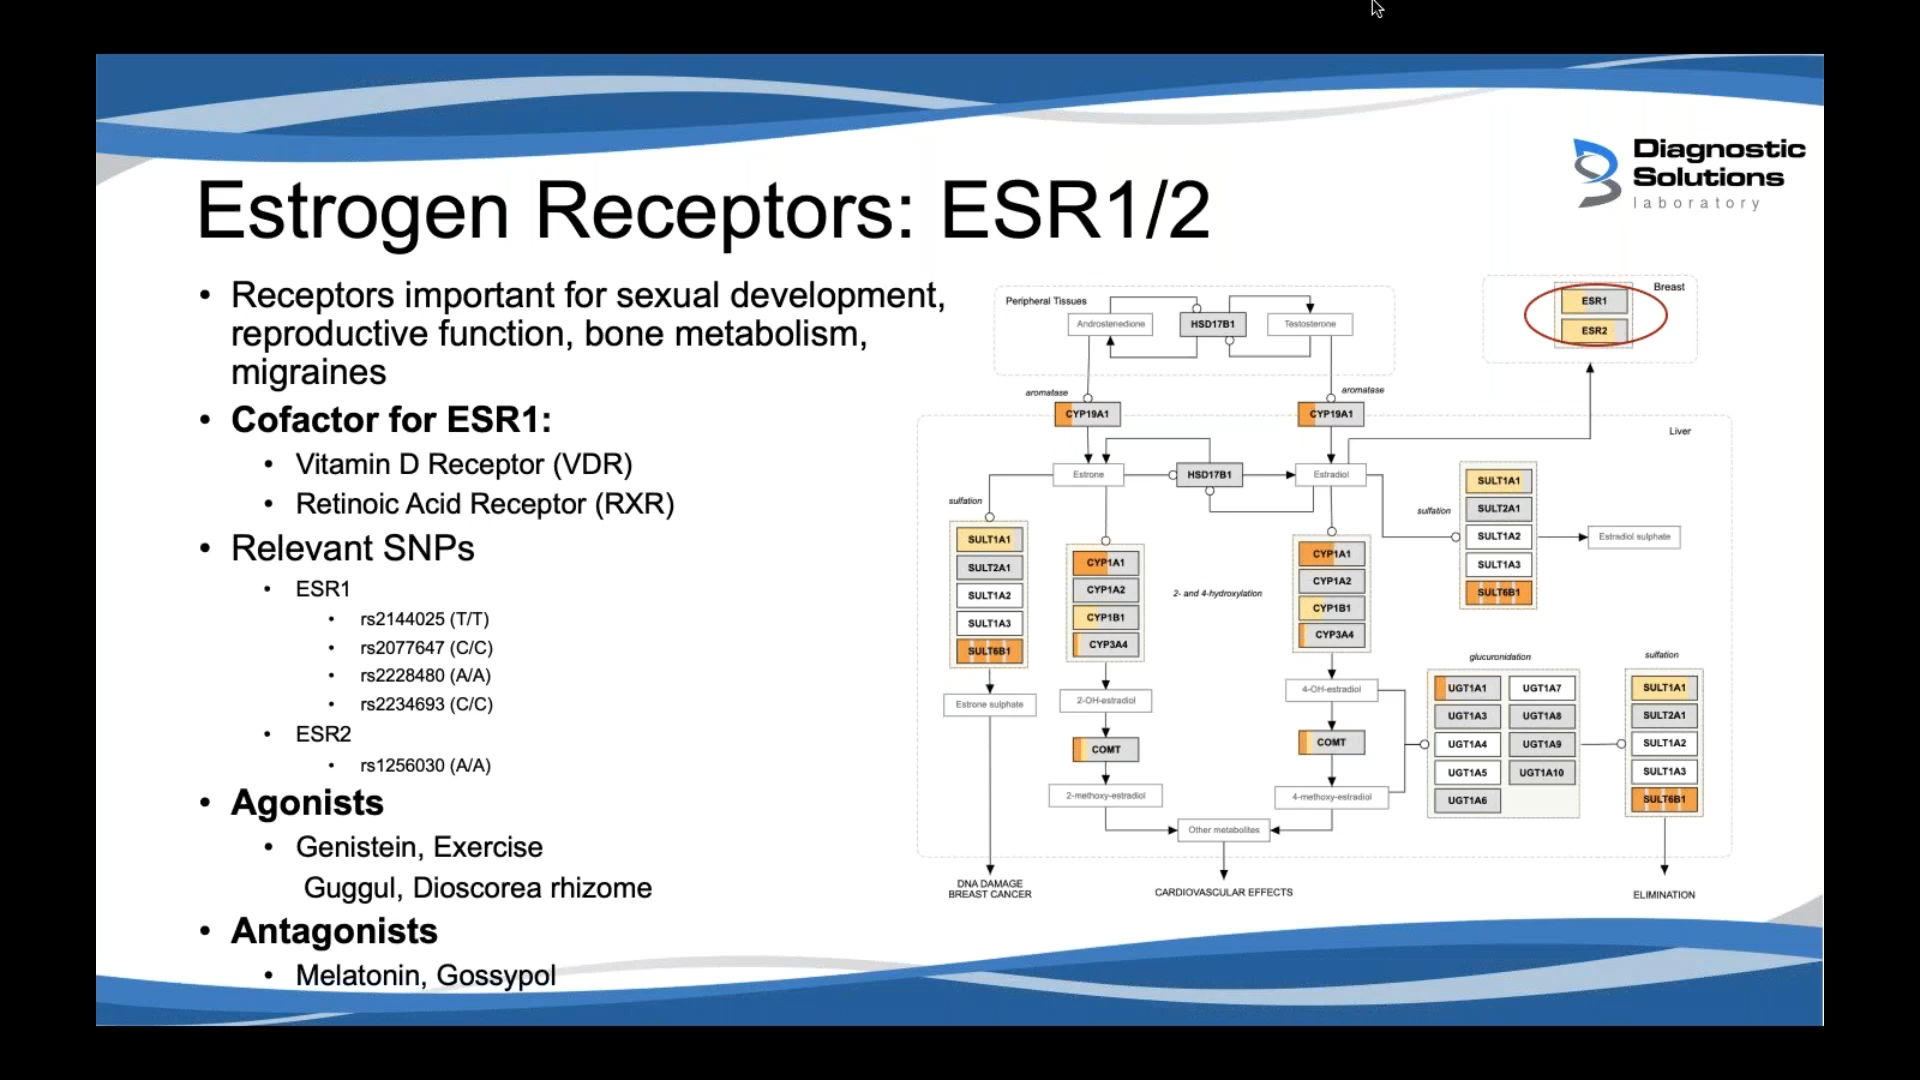 Diagnostic
Solutions
laboratory
Estrogen Receptors: ESR1/2
• Receptors important for sexual development,
reproductive function, bone metabolism,
migraines
• Cofactor for ESR1:
• Vitamin D Receptor (VDR)
• Retinoic Acid Receptor (RXR)
• Relevant SNPs
• ESR1
• rs2144025 (T/T)
• rs2077647 (C/C)
• rs2228480 (A/A)
• rs2234693 (C/C)
• ESR2
• rs1256030 (A/A)
• Agonists
• Genistein, Exercise
Guggul, Dioscorea rhizome
• Antagonists
• Melatonin, Gossypol
Peripheral Tissues
Androstenedione
HSD17B1
Testosterone
Breast
ESR1
ESR2
aromatase
aromatase
CYP19A1
CYP19A1
Liver
Estrone
HSD17B1
Estradiol
sulfation
SULT1A1
SULT2A1
SULT1A2
SULT1A3
SULT6B1
Estrone sulphate
CYP1A1
CYP1A2
CYP1B1
CYP3A4
2-OH-estradiol
COMT
2-methoxy-estradiol
2- and 4-hydroxylation
CYP1A1
CYP1A2
CYP1B1
CYP3A4
4-OH-estradiol
COMT
4-methoxy-estradiol
Other metabolites
sulfation
SULT1A1
SULT2A1
SULT1A2
SULT1A3
SULT6B1
Estradiol sulphate
glucuronidation
UGT1A1
UGT1A7
UGT1A3
UGT1A8
UGT1A4
UGT1A9
UGT1A5
UGT1A10
UGT1A6
sulfation
SULT1A1
SULT2A1
SULT1A2
SULT1A3
SULT6B1
DNA DAMAGE
BREAST CANCER
CARDIOVASCULAR EFFECTS
ELIMINATION